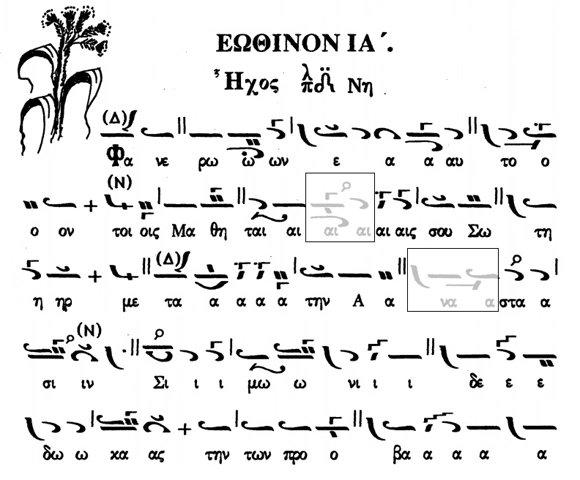 ΕΩΘΙΝΟΝ ΙΑ΄.
Ἦχος πλ δ̈ Νη
(Δ)
Φα νε ρω ω ων ε α α αυ το ο
(Ν)
ο ον + τοι οις Μα θη ται αι αι αι αι αις σου Σω τη
(Δ)
η ηρ + με τα α α α α την Α α να α στα α
(Ν)
σι ιν Σι ι ι μω ω νι ι ι δε ε ε
δω ω κα ας + την των προ ο βα α α α α α